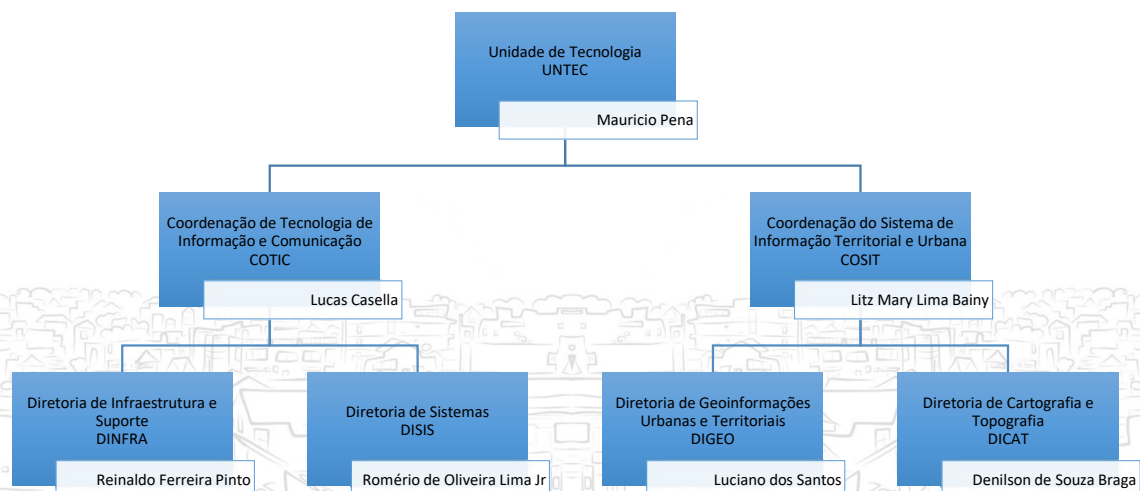 Unidade de Tecnologia
UNTEC
Mauricio Pena
Coordenação de Tecnologia de
Informação e Comunicação
COTIC
Lucas Casella
Coordenação do Sistema de
Informação Territorial e Urbana
COSIT
Litz Mary Lima Bainy
Diretoria de Infraestrutura e
Suporte
DINFRA
Reinaldo Ferreira Pinto
Diretoria de Sistemas
DISIS
Romério de Oliveira Lima Jr
Diretoria de Geoinformações
Urbanas e Territoriais
DIGEO
Luciano dos Santos
Diretoria de Cartografia e
Topografia
DICAT
Denilson de Souza Braga